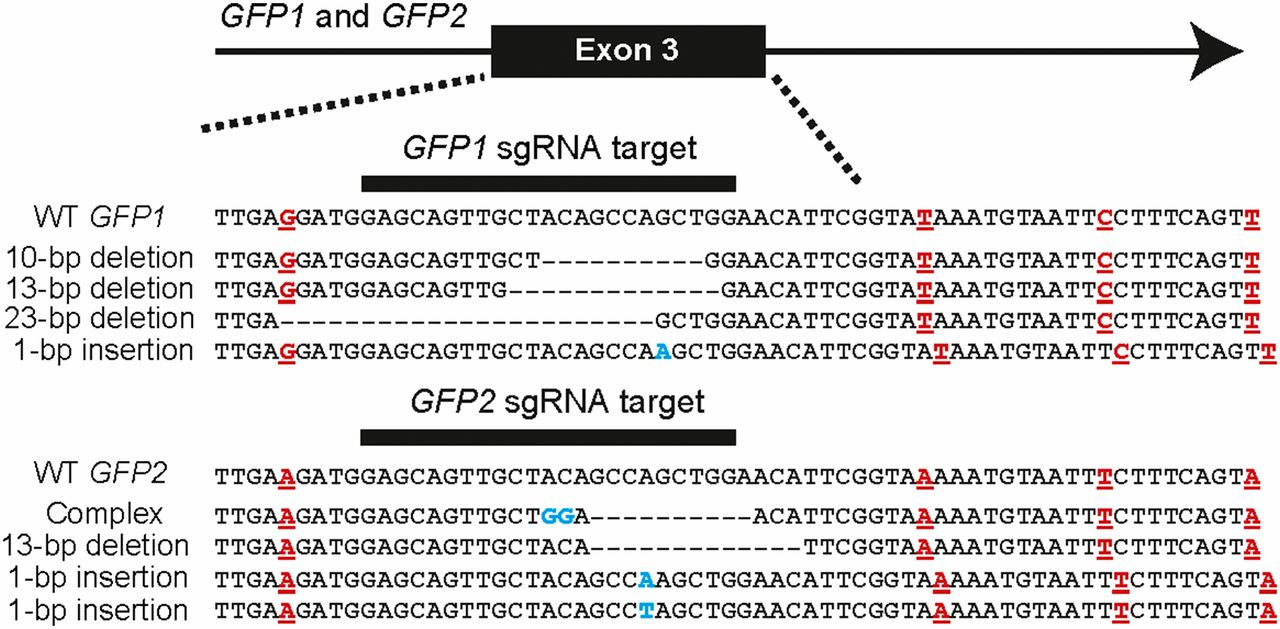 GFP1 and GFP2
Exon 3
GFP1 sgRNA target
WT GFP1 TTGAGGATGGAGCAGTTGCTACAGCCAGCTGGAACATTCGGTATAAATGTAATTCCTTTCAGTT
10-bp deletion TTGAGGATGGAGCAGTTGCT----------GGAACATTCGGTATAAATGTAATTCCTTTCAGTT
13-bp deletion TTGAGGATGGAGCAGTTG-------------GAACATTCGGTATAAATGTAATTCCTTTCAGTT
23-bp deletion TTGA-----------------------GCTGGAACATTCGGTATAAATGTAATTCCTTTCAGTT
1-bp insertion TTGAGGATGGAGCAGTTGCTACAGCCAAGCTGGAACATTCGGTATAAATGTAATTCCTTTCAGTT
GFP2 sgRNA target
WT GFP2 TTGAAGATGGAGCAGTTGCTACAGCCAGCTGGAACATTCGGTAAAAATGTAATTTCTTTCAGTA
Complex TTGAAGATGGAGCAGTTGCTGGA----------ACATTCGGTAAAAATGTAATTTCTTTCAGTA
13-bp deletion TTGAAGATGGAGCAGTTGCTACA-------------TTCGGTAAAAATGTAATTTCTTTCAGTA
1-bp insertion TTGAAGATGGAGCAGTTGCTACAGCCAAGCTGGAACATTCGGTAAAAATGTAATTTCTTTCAGTA
1-bp insertion TTGAAGATGGAGCAGTTGCTACAGCCTAGCTGGAACATTCGGTAAAAATGTAATTTCTTTCAGTA